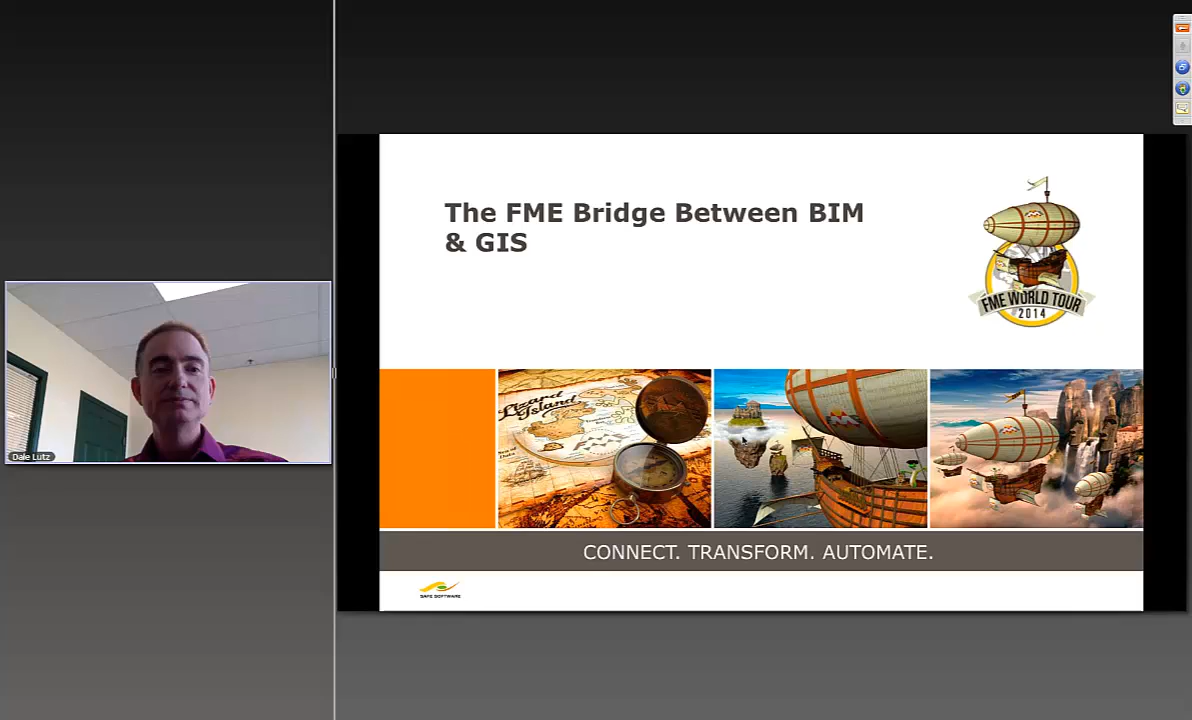 The FME Bridge Between BIM
& GIS
FME WORLD TOUR
2014
Lizard
Island
CONNECT. TRANSFORM. AUTOMATE.
SAFE SOFTWARE
Dale Lutz